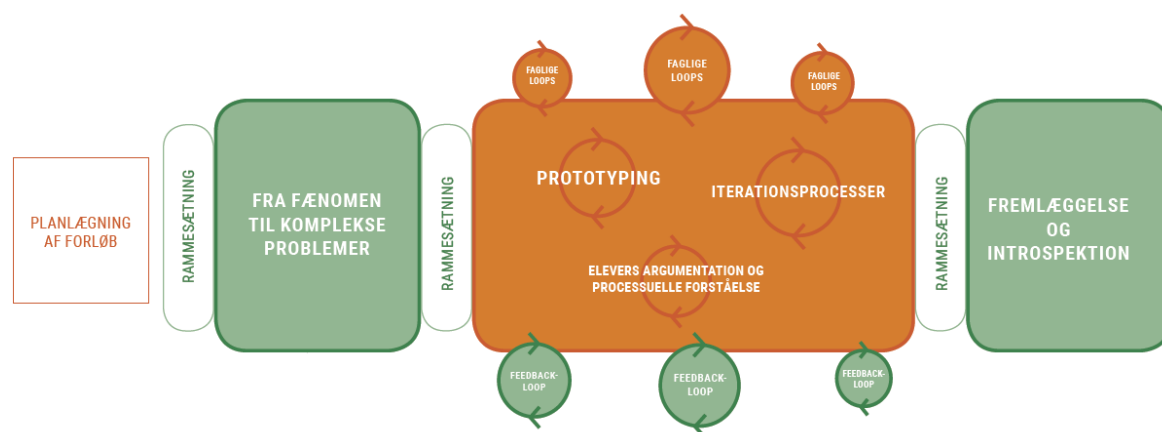 PLANLÆGNING
AF FORLØB
RAMMESÆTNING
FRA FÆNOMEN
TIL KOMPLEKSE
PROBLEMER
RAMMESÆTNING
FAGLIGE
LOOPS
FAGLIGE
LOOPS
FAGLIGE
LOOPS
PROTOTYPING
ITERATIONSPROCESSER
ELEVERS ARGUMENTATION OG
PROCESSUELLE FORSTÅELSE
FEEDBACK-
LOOP
FEEDBACK-
LOOP
FEEDBACK-
LOOP
RAMMESÆTNING
FREMLÆGGELSE
OG
INTROSPEKTION